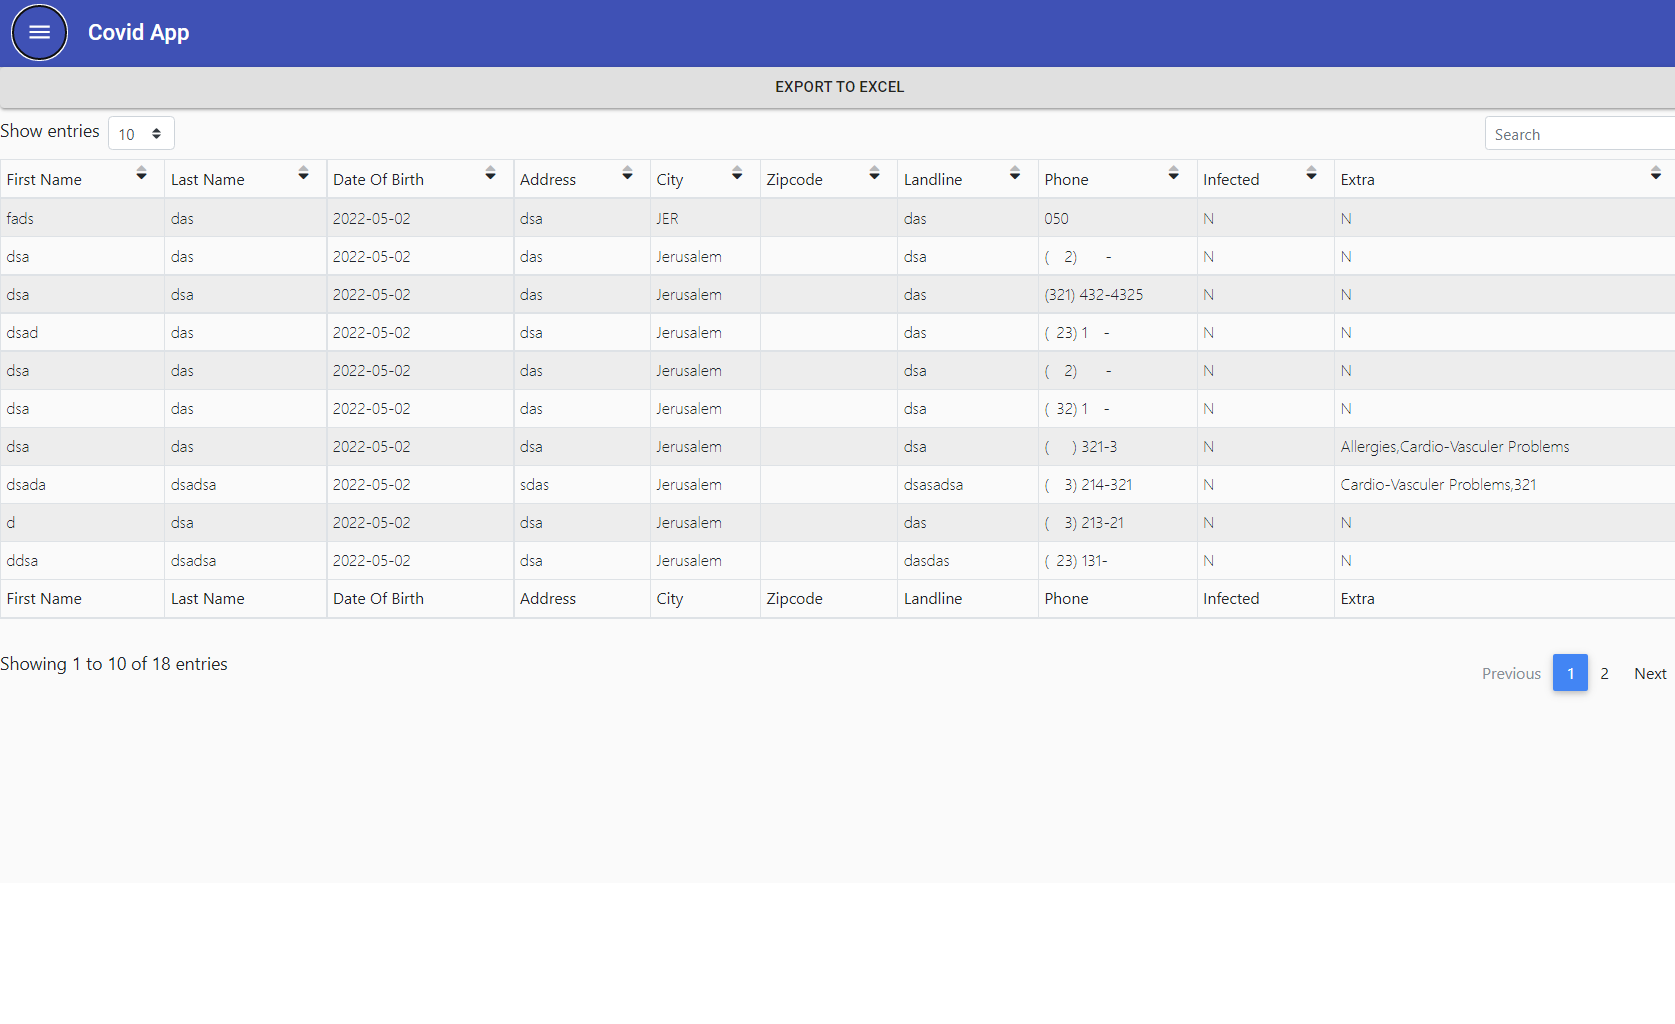 Covid App
EXPORT TO EXCEL
Show entries 10 Search
First Name Last Name Date Of Birth Address City Zipcode Landline Phone Infected Extra
fads das 2022-05-02 dsa JER das 050 N N
dsa das 2022-05-02 das Jerusalem dsa (   2)      - N N
dsa dsa 2022-05-02 das Jerusalem das (321) 432-4325 N N
dsad das 2022-05-02 dsa Jerusalem das (  23) 1   - N N
dsa das 2022-05-02 das Jerusalem dsa (   2)      - N N
dsa das 2022-05-02 das Jerusalem dsa (  32) 1   - N N
dsa das 2022-05-02 dsa Jerusalem dsa (     ) 321-3 N Allergies,Cardio-Vasculer Problems
dsada dsadsa 2022-05-02 sdas Jerusalem dsasadsa (   3) 214-321 N Cardio-Vasculer Problems,321
d dsa 2022-05-02 dsa Jerusalem das (   3) 213-21 N N
ddsa dsadsa 2022-05-02 dsa Jerusalem dasdas (  23) 131- N N
First Name Last Name Date Of Birth Address City Zipcode Landline Phone Infected Extra
Showing 1 to 10 of 18 entries
Previous 1 2 Next